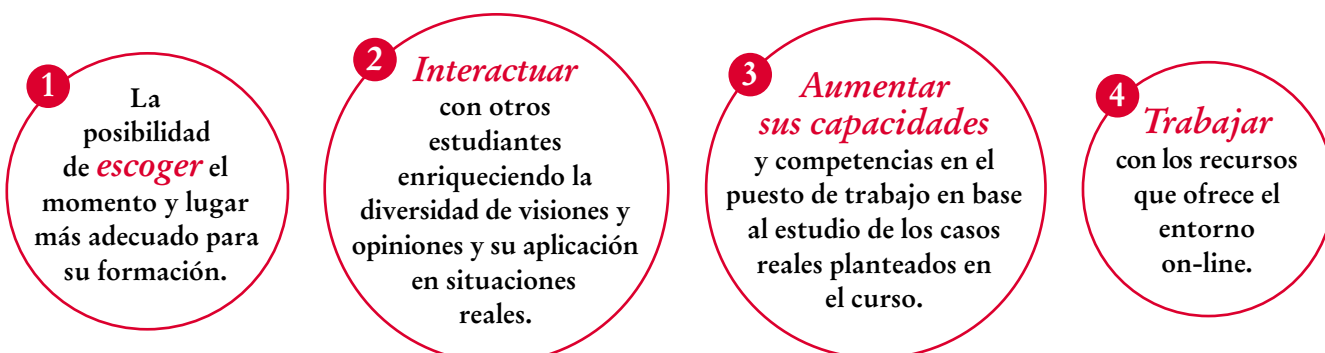 1
La
posibilidad
de escoger el
momento y lugar
más adecuado para
su formación.
2
Interactuar
con otros
estudiantes
enriqueciendo la
diversidad de visiones y
opiniones y su aplicación
en situaciones
reales.
3
Aumentar
sus capacidades
y competencias en el
puesto de trabajo en base
al estudio de los casos
reales planteados en
el curso.
4
Trabajar
con los recursos
que ofrece el
entorno
on-line.